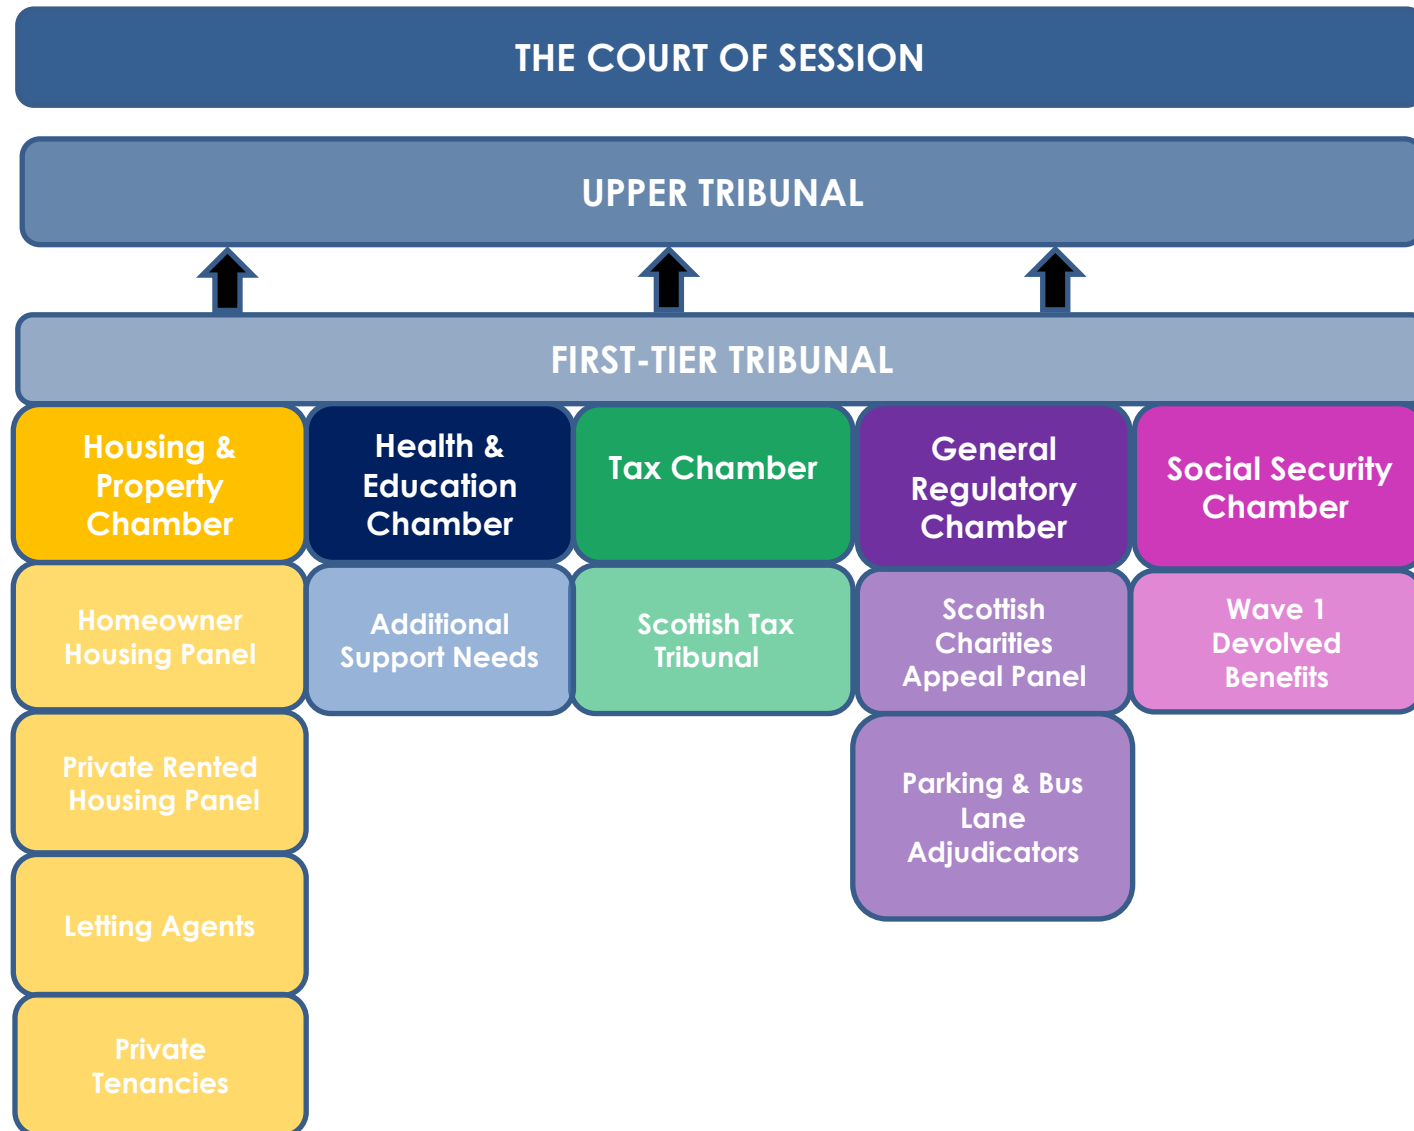 THE COURT OF SESSION
UPPER TRIBUNAL
FIRST-TIER TRIBUNAL
Housing &
Property
Chamber
Health &
Education
Chamber
Tax Chamber
General
Regulatory
Chamber
Social Security
Chamber
Homeowner
Housing Panel
Additional
Support Needs
Scottish Tax
Tribunal
Scottish
Charities
Appeal Panel
Wave 1
Devolved
Benefits
Private Rented
Housing Panel
Parking & Bus
Lane
Adjudicators
Letting Agents
Private
Tenancies